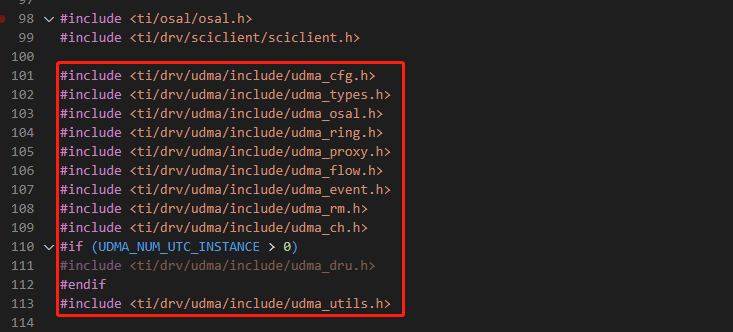 98 #include <ti/osal/osal.h>
99 #include <ti/drv/sciclient/sciclient.h>
100
101 #include <ti/drv/udma/include/udma_cfg.h>
102 #include <ti/drv/udma/include/udma_types.h>
103 #include <ti/drv/udma/include/udma_osal.h>
104 #include <ti/drv/udma/include/udma_ring.h>
105 #include <ti/drv/udma/include/udma_proxy.h>
106 #include <ti/drv/udma/include/udma_flow.h>
107 #include <ti/drv/udma/include/udma_event.h>
108 #include <ti/drv/udma/include/udma_rm.h>
109 #include <ti/drv/udma/include/udma_ch.h>
110 #if (UDMA_NUM_UTC_INSTANCE > 0)
111 #include <ti/drv/udma/include/udma_dru.h>
112 #endif
113 #include <ti/drv/udma/include/udma_utils.h>
114